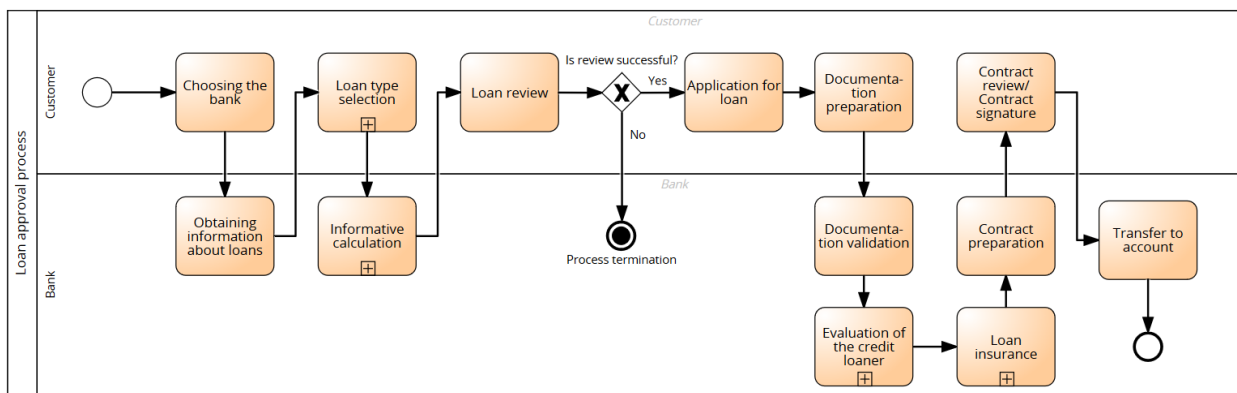 Loan approval process
Customer
Customer
Choosing the
bank
Loan type
selection
Loan review
Is review successful?
Yes
No
Application for
loan
Documenta-
tion
preparation
Contract
review/
Contract
signature
Bank
Bank
Obtaining
information
about loans
Informative
calculation
Process termination
Documenta-
tion validation
Contract
preparation
Transfer to
account
Evaluation of
the credit
loaner
Loan
insurance